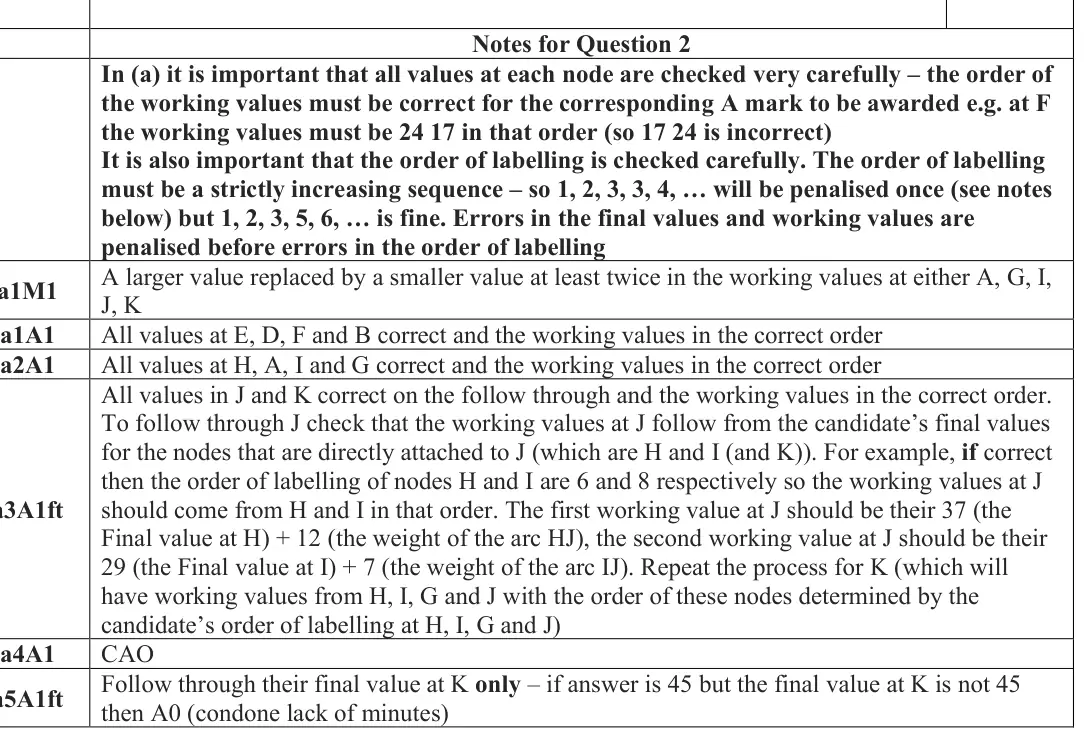 Notes for Question 2
In (a) it is important that all values at each node are checked very carefully – the order of
the working values must be correct for the corresponding A mark to be awarded e.g. at F
the working values must be 24 17 in that order (so 17 24 is incorrect)
It is also important that the order of labelling is checked carefully. The order of labelling
must be a strictly increasing sequence – so 1, 2, 3, 3, 4, … will be penalised once (see notes
below) but 1, 2, 3, 5, 6, … is fine. Errors in the final values and working values are
penalised before errors in the order of labelling
a1M1 A larger value replaced by a smaller value at least twice in the working values at either A, G, I,
J, K
a1A1 All values at E, D, F and B correct and the working values in the correct order
a2A1 All values at H, A, I and G correct and the working values in the correct order
a3A1ft All values in J and K correct on the follow through and the working values in the correct order.
To follow through J check that the working values at J follow from the candidate’s final values
for the nodes that are directly attached to J (which are H and I (and K)). For example, if correct
then the order of labelling of nodes H and I are 6 and 8 respectively so the working values at J
should come from H and I in that order. The first working value at J should be their 37 (the
Final value at H) + 12 (the weight of the arc HJ), the second working value at J should be their
29 (the Final value at I) + 7 (the weight of the arc IJ). Repeat the process for K (which will
have working values from H, I, G and J with the order of these nodes determined by the
candidate’s order of labelling at H, I, G and J)
a4A1 CAO
a5A1ft Follow through their final value at K only – if answer is 45 but the final value at K is not 45
then A0 (condone lack of minutes)